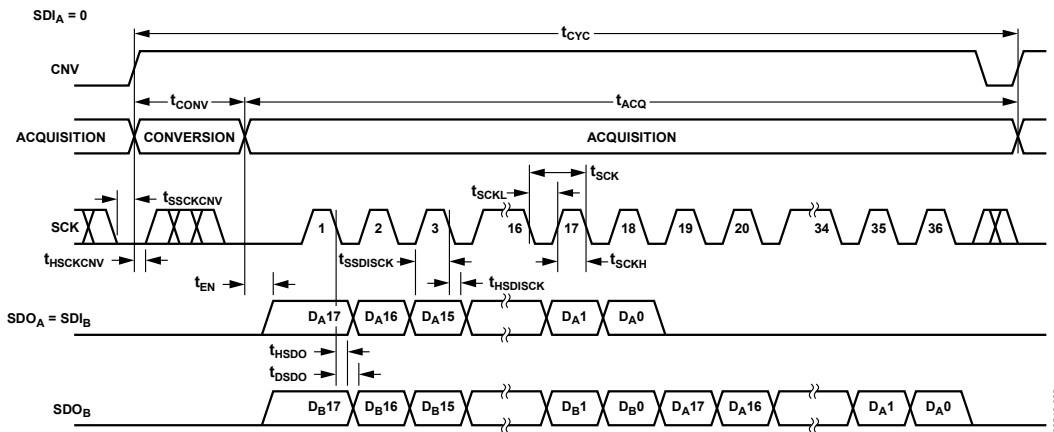 SDIA = 0
tCYC
CNV
tCONV
tACQ
ACQUISITION
CONVERSION
ACQUISITION
tSCK
tSCKL
tSSCKCNV
SCK
1 2 3 16 17 18 19 20 34 35 36
tHSCKCNV
tSSDISCK
tSCKH
tEN
tHSDISCK
SDOA = SDIB
DA17 DA16 DA15 DA1 DA0
tHSDO
tDSDO
SDOB
DB17 DB16 DB15 DB1 DB0 DA17 DA16 DA1 DA0